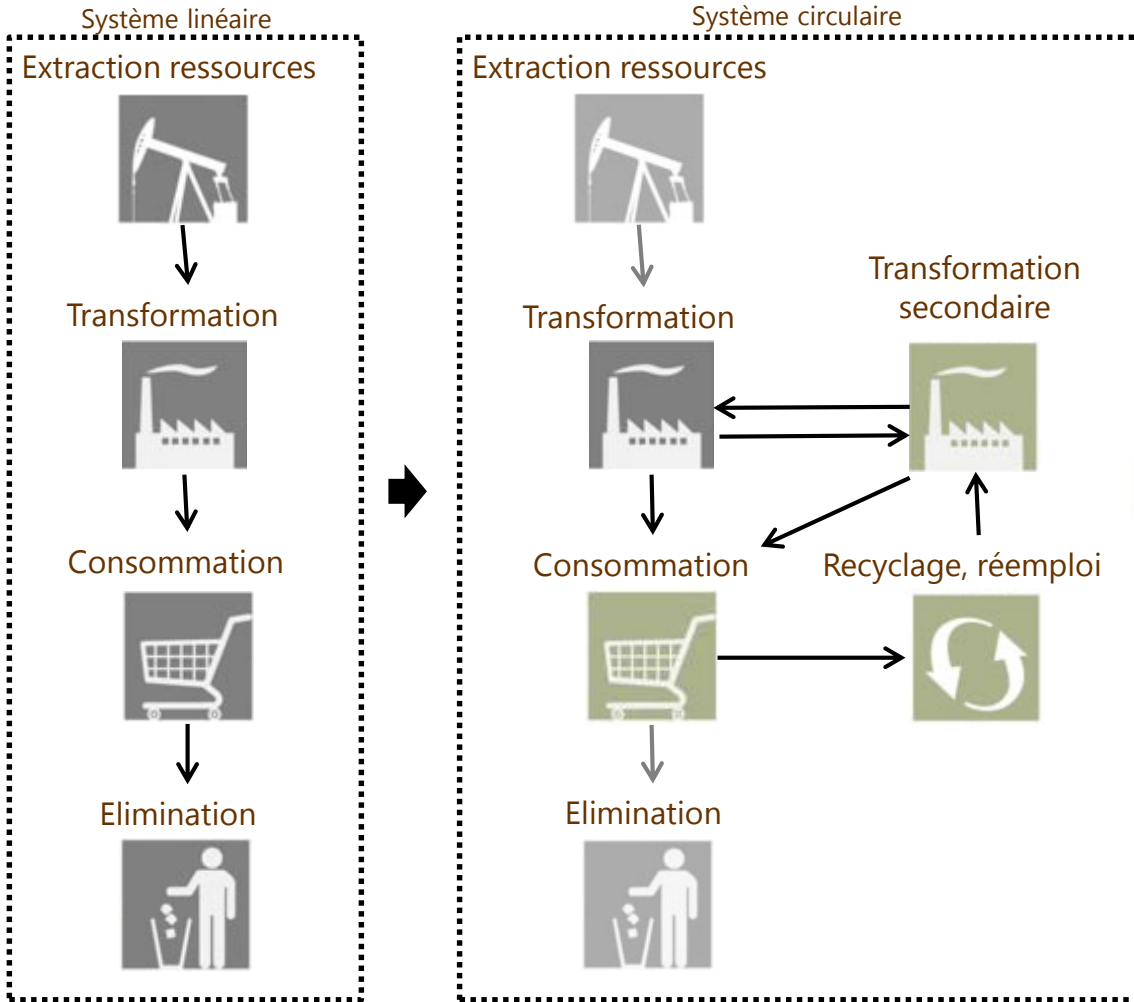 Système linéaire
Extraction ressources
Transformation
Consommation
Elimination
Système circulaire
Extraction ressources
Transformation
Transformation
secondaire
Consommation
Recyclage, réemploi
Elimination